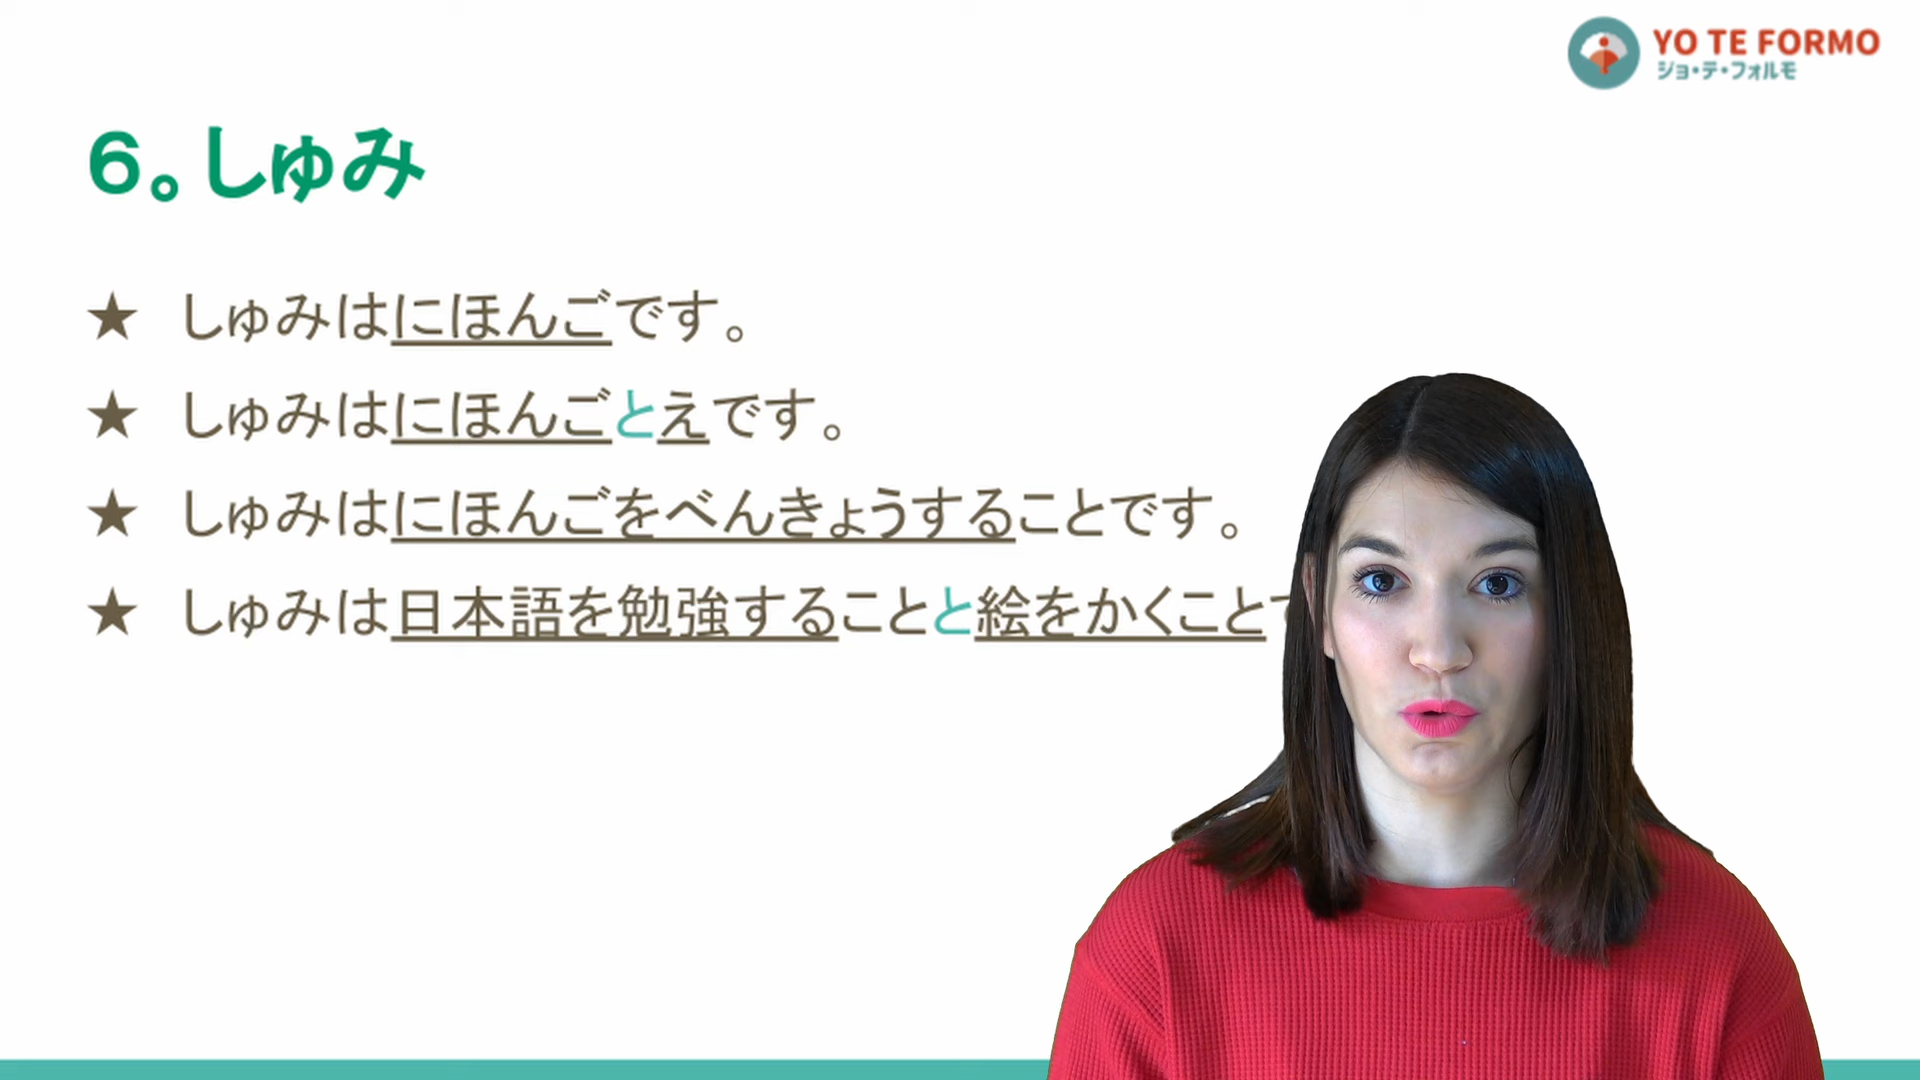 YO TE FORMO
ジョ・テ・フォルモ
6。しゅみ
★ しゅみはにほんごです。
★ しゅみはにほんごとえです。
★ しゅみはにほんごをべんきょうすることです。
★ しゅみは日本語を勉強することと絵をかくこと